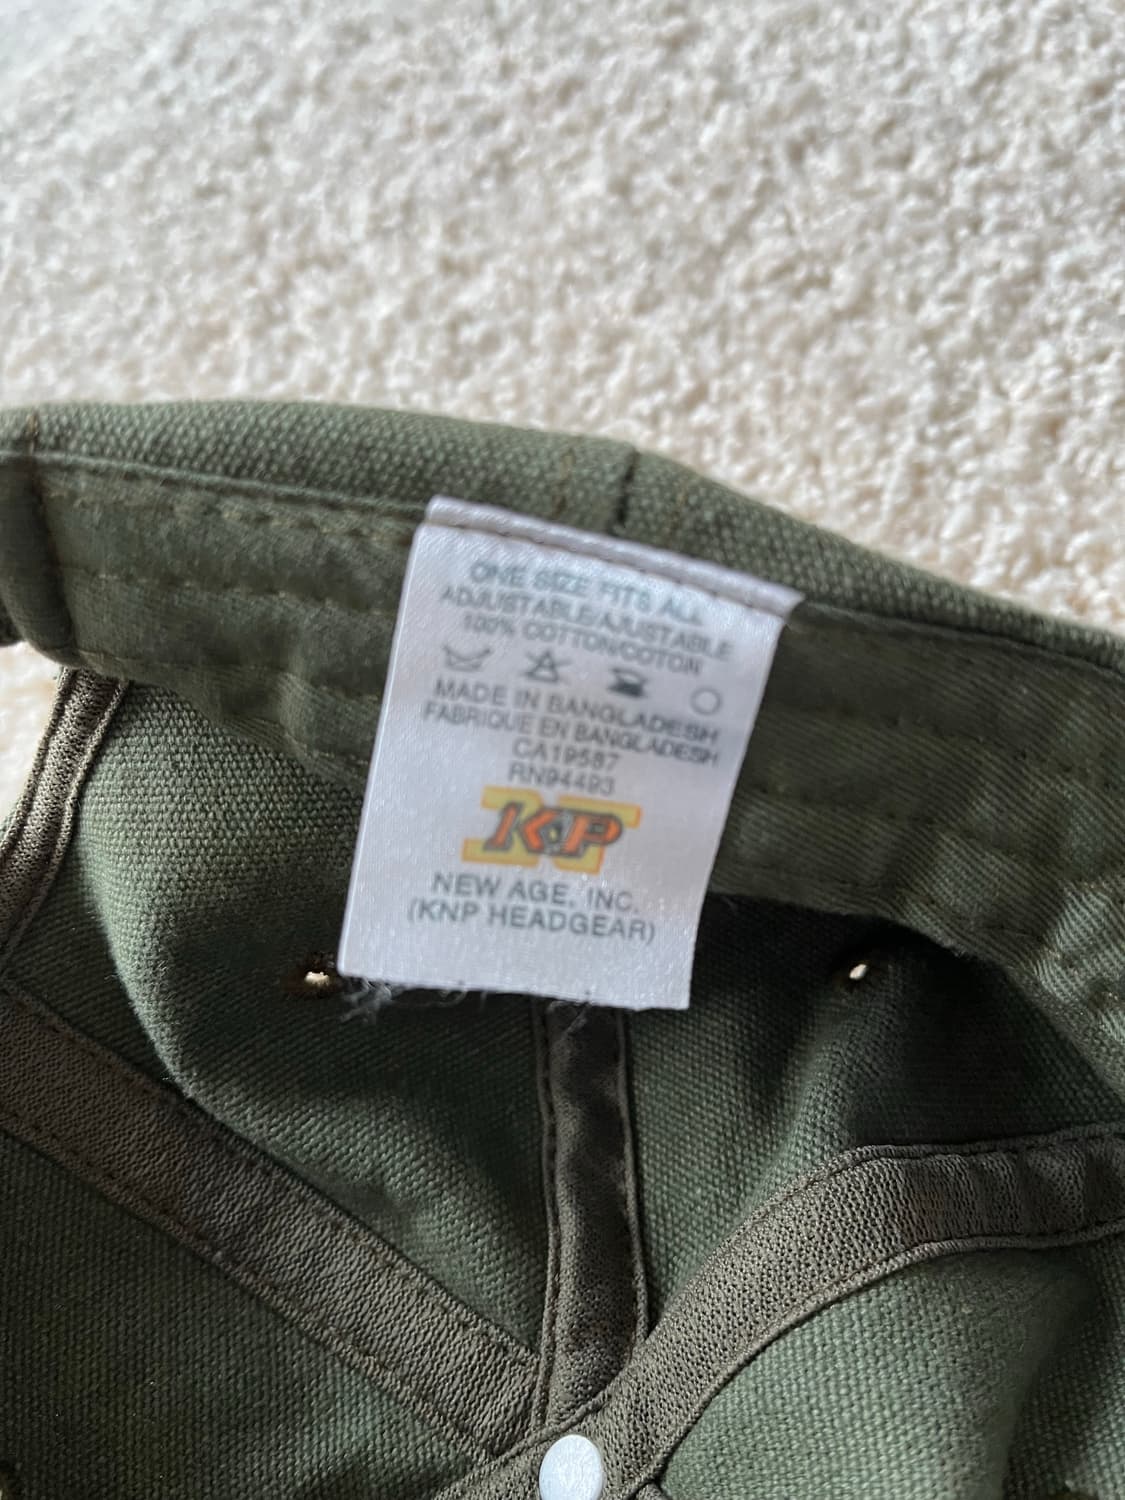 ONE SIZE FITS ALL
ADJUSTABLE/AJUSTABLE
100% COTTON/COTON
MADE IN BANGLADESH
FABRIQUE EN BANGLADESH
CA19587
RN94493
KNP
NEW AGE, INC.
(KNP HEADGEAR)